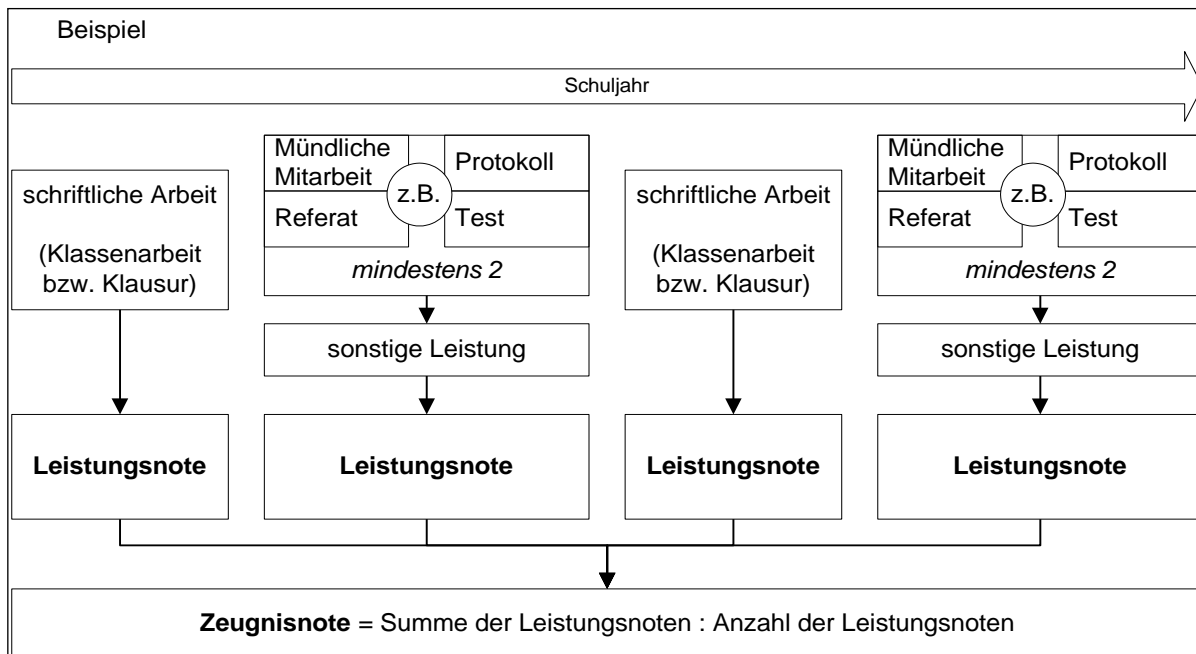 Beispiel
Schuljahr
schriftliche Arbeit
(Klassenarbeit
bzw. Klausur)
Mündliche
Mitarbeit
Protokoll
z.B.
Referat
Test
mindestens 2
sonstige Leistung
schriftliche Arbeit
(Klassenarbeit
bzw. Klausur)
Mündliche
Mitarbeit
Protokoll
z.B.
Referat
Test
mindestens 2
sonstige Leistung
Leistungsnote
Leistungsnote
Leistungsnote
Leistungsnote
Zeugnisnote = Summe der Leistungsnoten : Anzahl der Leistungsnoten